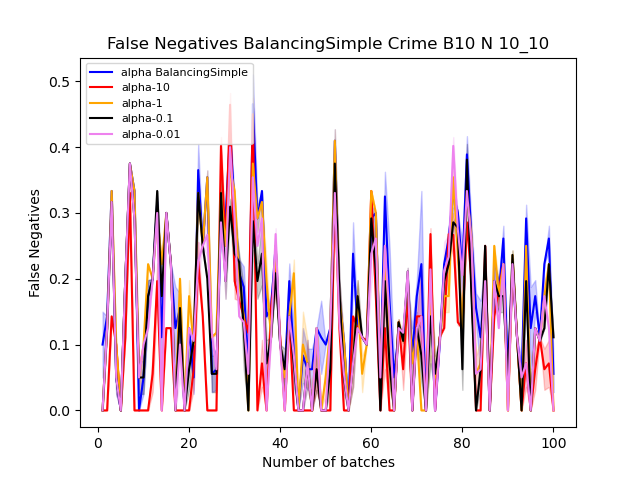 False Negatives BalancingSimple Crime B10 N 10_10
alpha BalancingSimple
alpha-10
alpha-1
alpha-0.1
alpha-0.01
False Negatives
0.5
0.4
0.3
0.2
0.1
0.0
0 20 40 60 80 100
Number of batches